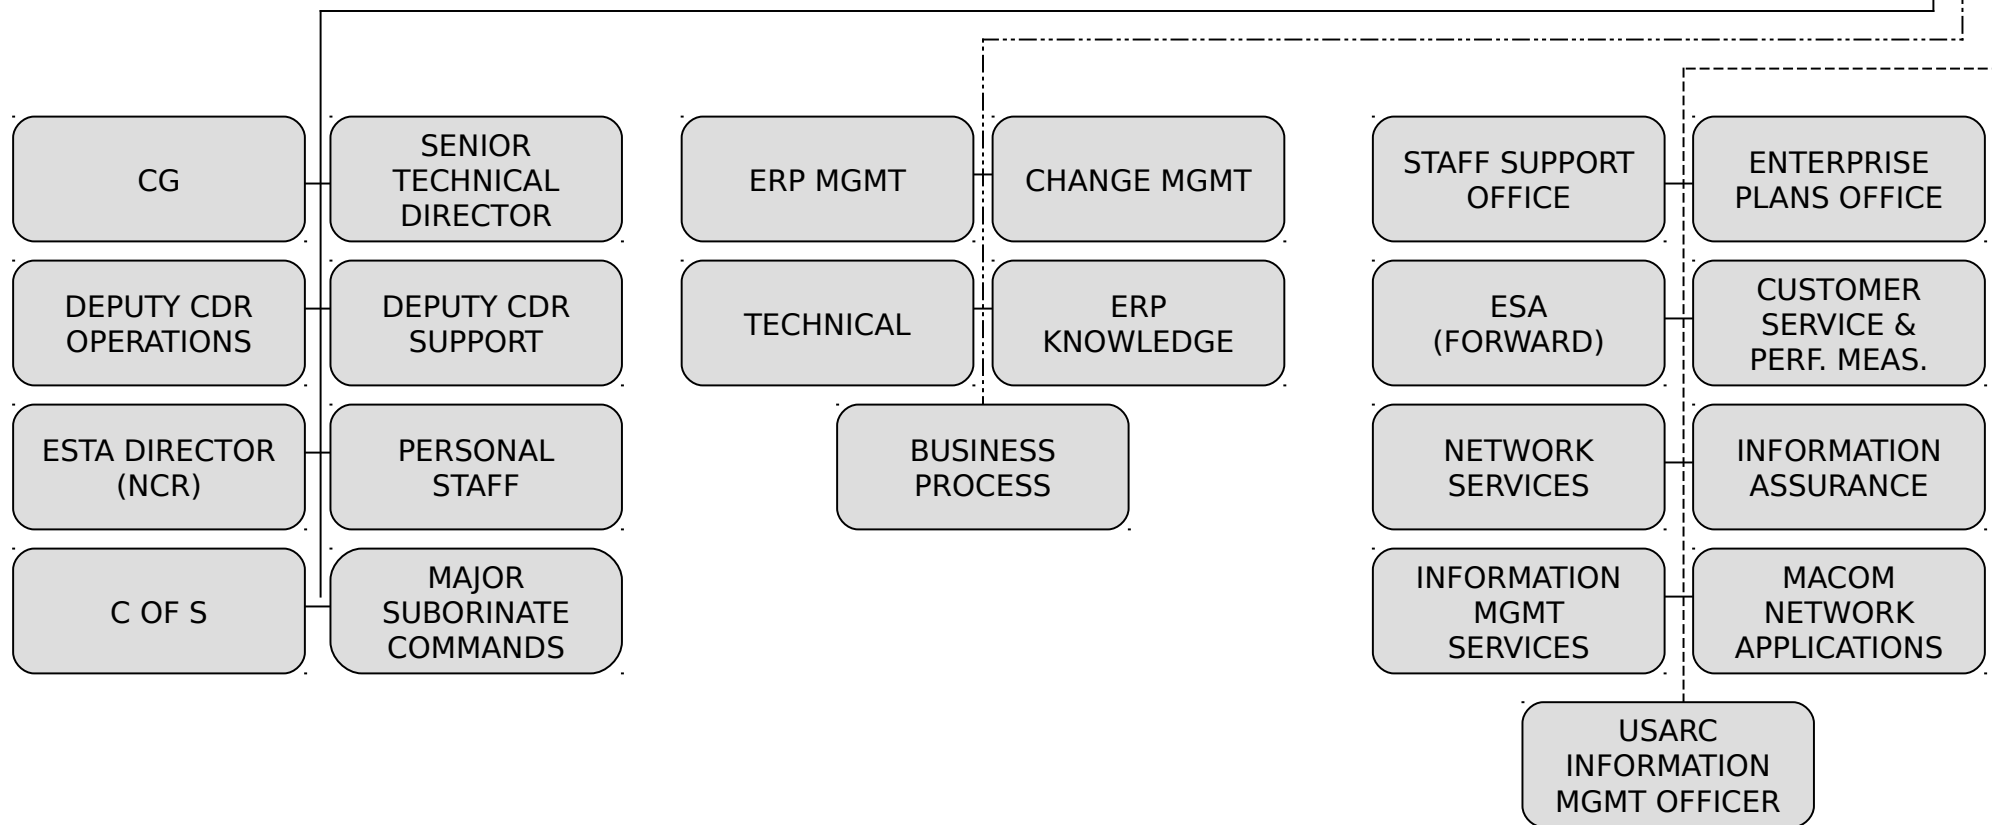 CG
SENIOR
TECHNICAL
DIRECTOR
DEPUTY CDR
OPERATIONS
DEPUTY CDR
SUPPORT
ESTA DIRECTOR
(NCR)
PERSONAL
STAFF
C OF S
MAJOR
SUBORINATE
COMMANDS
ERP MGMT
CHANGE MGMT
TECHNICAL
ERP
KNOWLEDGE
BUSINESS
PROCESS
STAFF SUPPORT
OFFICE
ENTERPRISE
PLANS OFFICE
ESA
(FORWARD)
CUSTOMER
SERVICE &
PERF. MEAS.
NETWORK
SERVICES
INFORMATION
ASSURANCE
INFORMATION
MGMT
SERVICES
MACOM
NETWORK
APPLICATIONS
USARC
INFORMATION
MGMT OFFICER